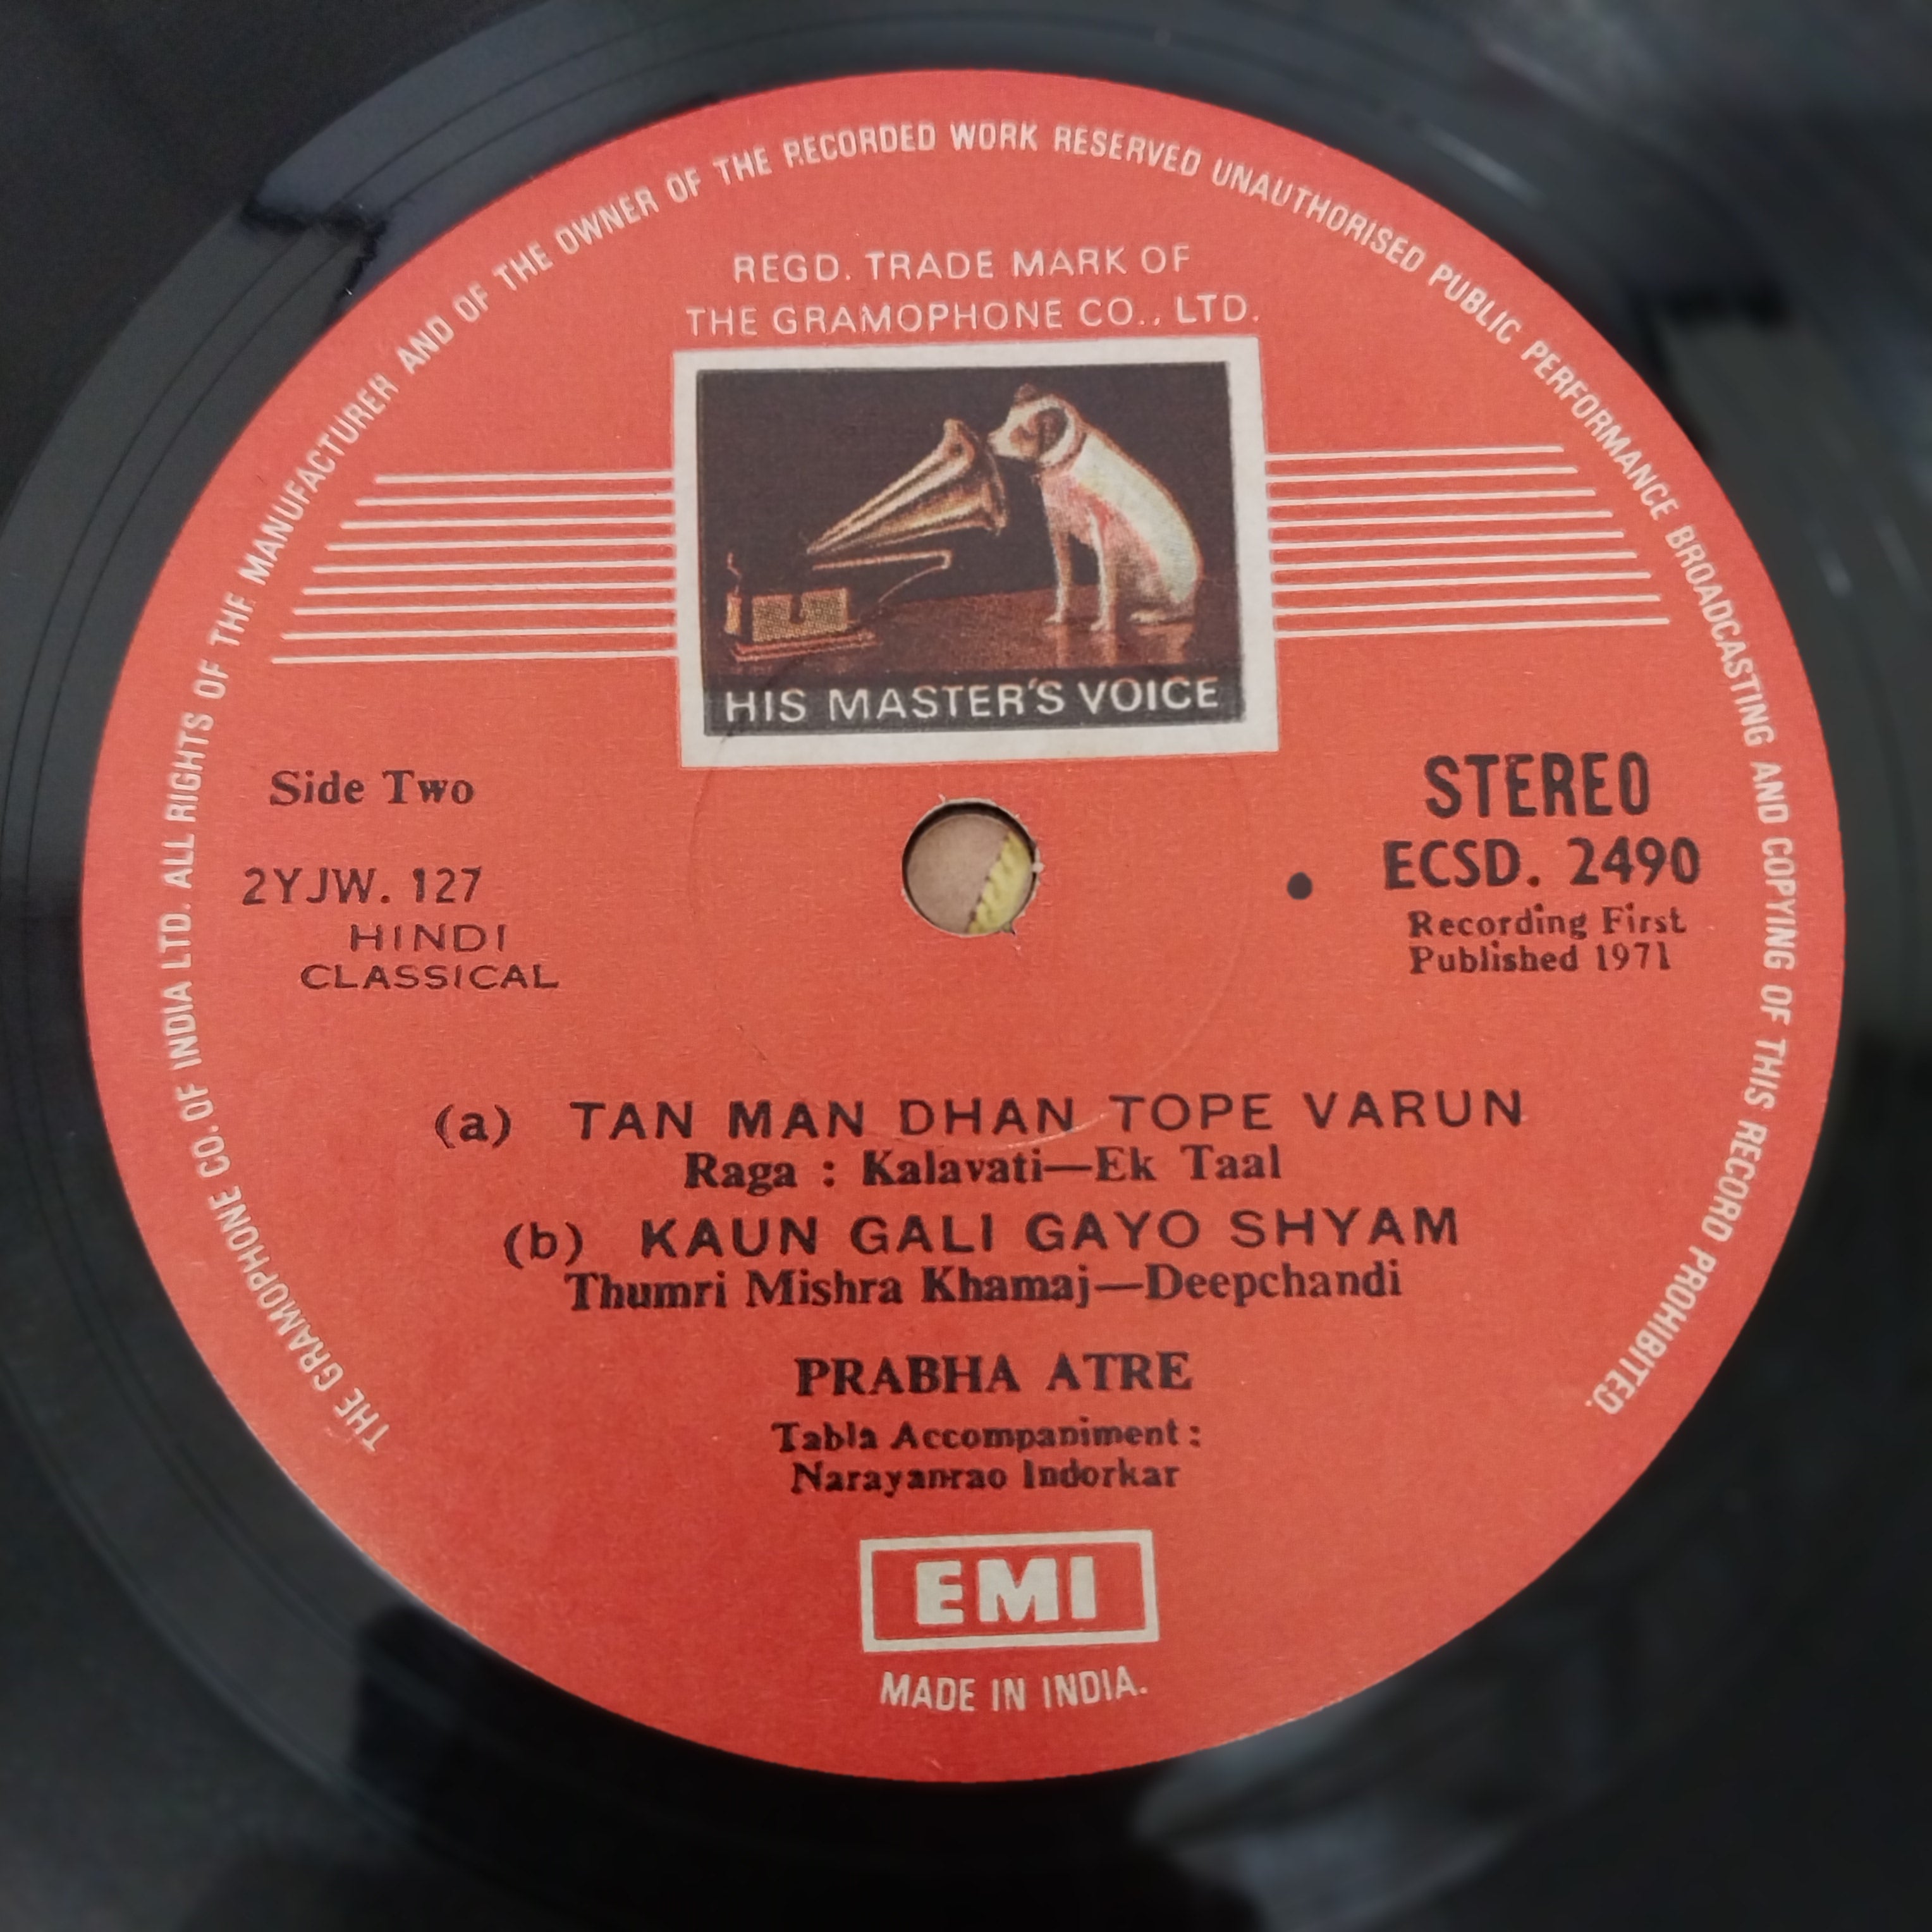 THE GRAMOPHONE CO. OF INDIA LTD. ALL RIGHTS OF THE MANUFACTURER AND OF THE OWNER OF THE RECORDED WORK RESERVED UNAUTHORISED PUBLIC PERFORMANCE BROADCASTING AND COPYING OF THIS RECORD PROHIBITED.
REGD. TRADE MARK OF
THE GRAMOPHONE CO., LTD.
HIS MASTER'S VOICE
Side Two
2YJW. 127
HINDI
CLASSICAL
STEREO
ECSD. 2490
Recording First
Published 1971
(a) TAN MAN DHAN TOPE VARUN
Raga : Kalavati—Ek Taal
(b) KAUN GALI GAYO SHYAM
Thumri Mishra Khamaj—Deepchandi
PRABHA ATRE
Tabla Accompaniment :
Narayanrao Indorkar
EMI
MADE IN INDIA.